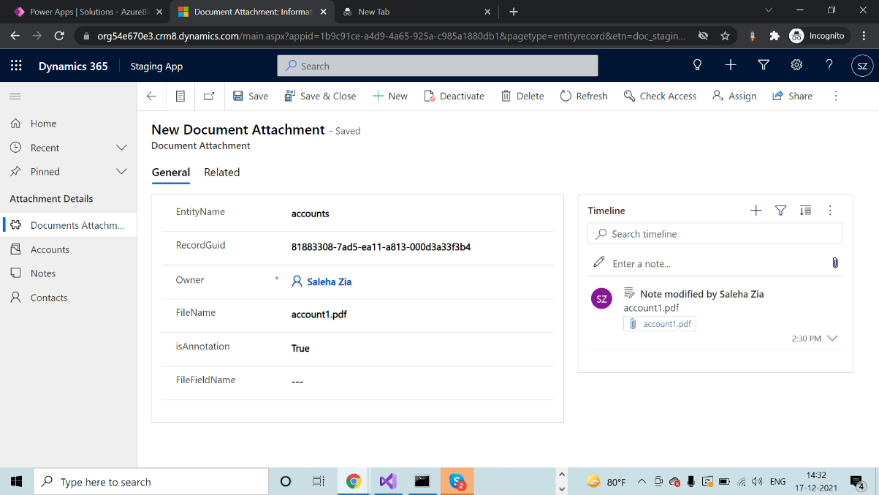 Power Apps | Solutions - AzureB
Document Attachment: Informati
New Tab
org54e670e3.crm8.dynamics.com/main.aspx?appid=1b9c91ce-a4d9-4a65-925a-c985a1880db1&pagetype=entityrecord&etn=doc_staging...
Incognito
Dynamics 365
Staging App
Search
SZ
Save
Save & Close
New
Deactivate
Delete
Refresh
Check Access
Assign
Share
Home
Recent
Pinned
Attachment Details
Documents Attachm...
Accounts
Notes
Contacts
New Document Attachment - Saved
Document Attachment
General
Related
EntityName
accounts
RecordGuid
81883308-7ad5-ea11-a813-000d3a33f3b4
Owner
*
Saleha Zia
FileName
account1.pdf
isAnnotation
True
FileFieldName
---
Timeline
Search timeline
Enter a note...
SZ
Note modified by Saleha Zia
account1.pdf
account1.pdf
2:30 PM
Type here to search
2
80°F
ENG
14:32
17-12-2021
4